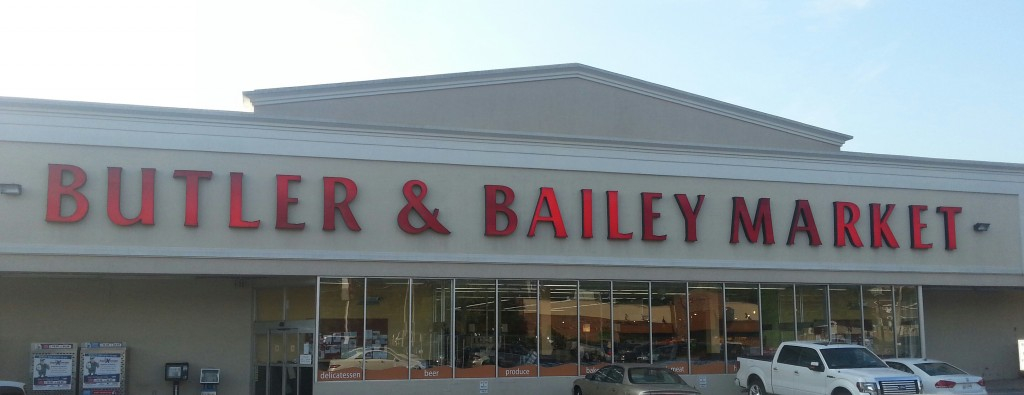 BUTLER & BAILEY MARKET
delicatessen beer produce